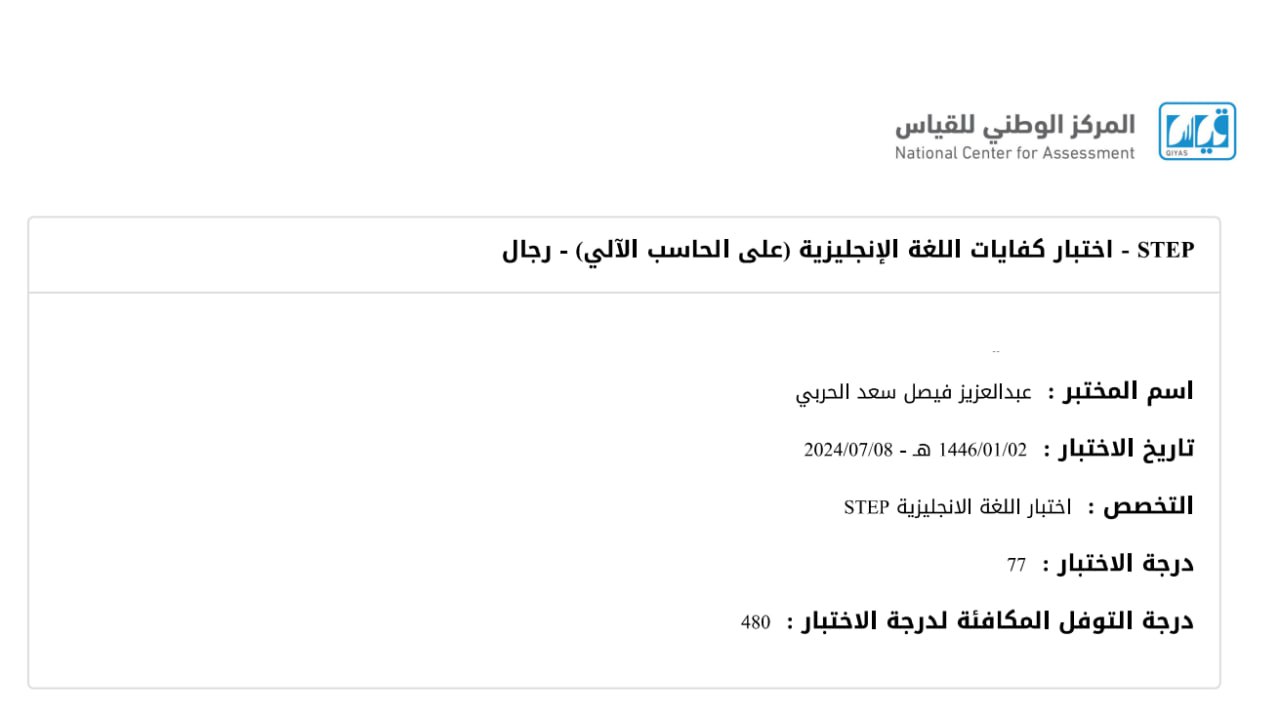 المركز الوطني للقياس
National Center for Assessment
قياس
QIYAS
STEP - اختبار كفايات اللغة الإنجليزية (على الحاسب الآلي) - رجال
اسم المختبر : عبدالعزيز فيصل سعد الحربي
تاريخ الاختبار : 1446/01/02 هـ - 2024/07/08
التخصص : اختبار اللغة الانجليزية STEP
درجة الاختبار : 77
درجة التوفل المكافئة لدرجة الاختبار : 480